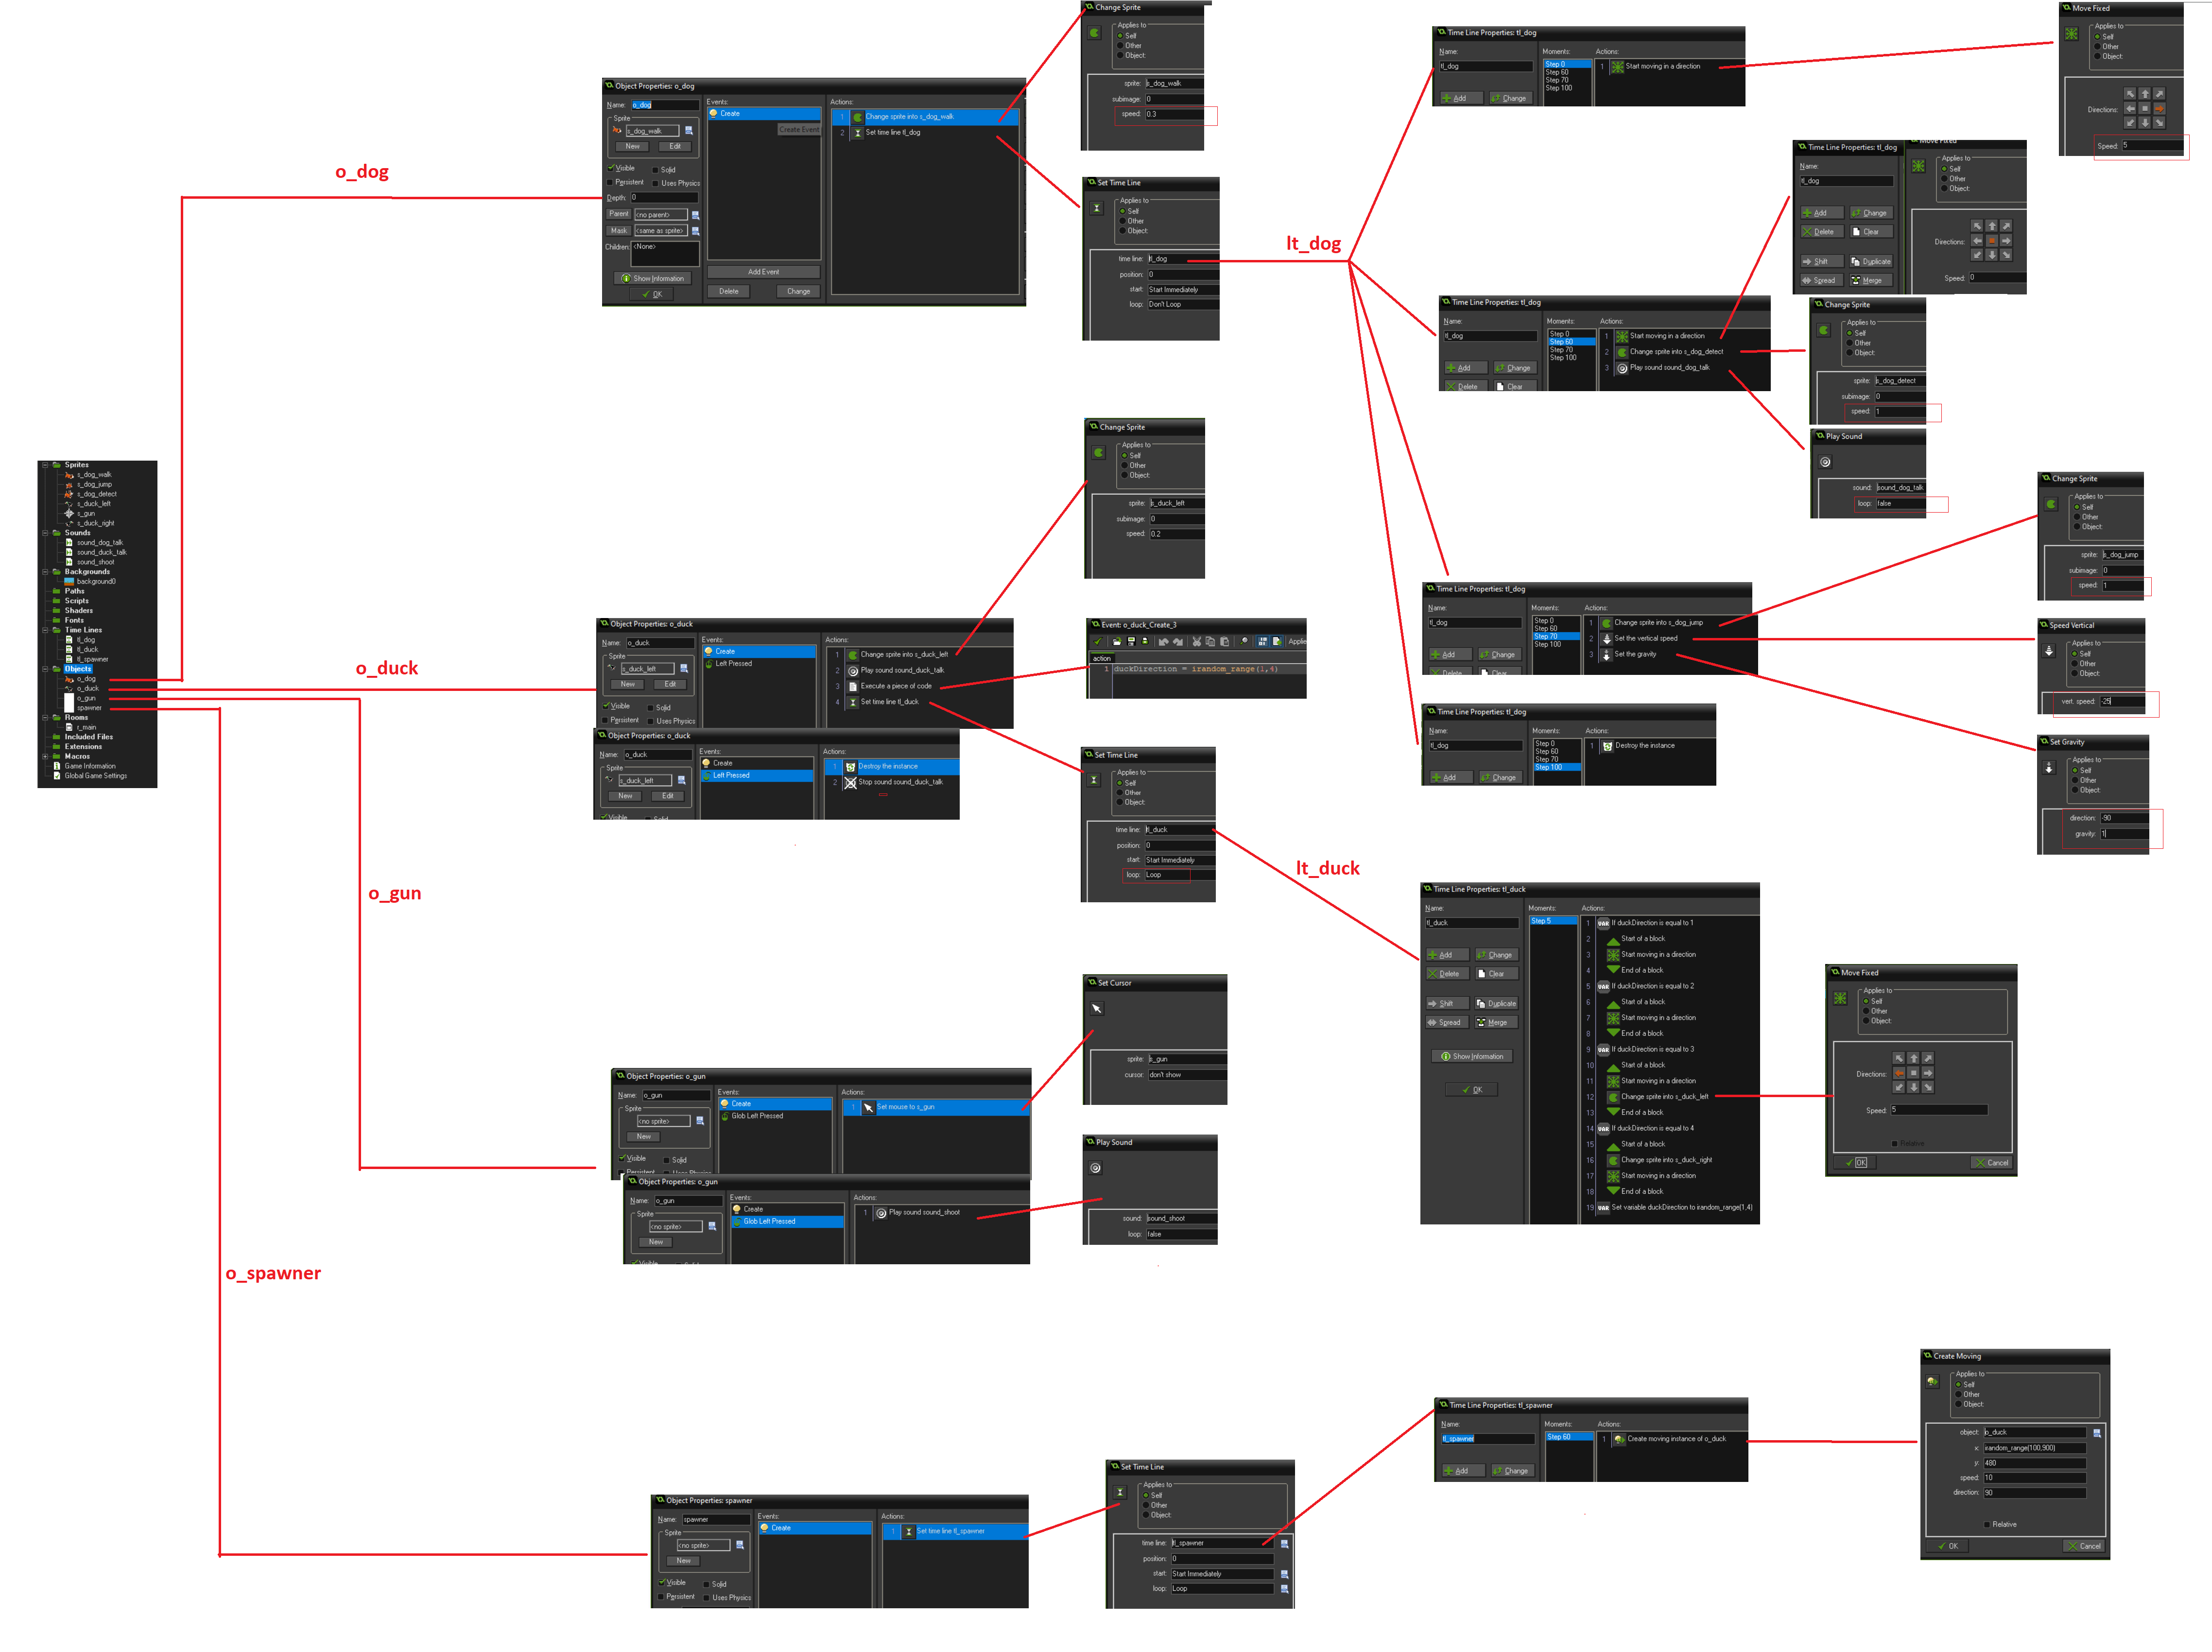 Sprites
s_dog_walk
s_dog_jump
s_dog_detect
s_duck_left
s_gun
s_duck_right
Sounds
sound_dog_talk
sound_duck_talk
sound_shoot
Backgrounds
background0
Paths
Scripts
Shaders
Fonts
Time Lines
tl_dog
tl_duck
tl_spawner
Objects
o_dog
o_duck
o_gun
spawner
Rooms
r_main
Included Files
Extensions
Macros
Game Information
Global Game Settings
o_dog
Object Properties: o_dog
Name: o_dog
Sprite
s_dog_walk
New Edit
Visible Solid
Persistent Uses Physics
Depth: 0
Parent <no parent>
Mask <same as sprite>
Children: <None>
Show Information
OK
Events:
Create
Create Event
Add Event
Delete Change
Actions:
1 Change sprite into s_dog_walk
2 Set time line tl_dog
Change Sprite
Applies to
Self
Other
Object:
sprite: s_dog_walk
subimage: 0
speed: 0.3
Set Time Line
Applies to
Self
Other
Object:
time line: tl_dog
position: 0
start: Start Immediately
loop: Don't Loop
lt_dog
Time Line Properties: tl_dog
Name: Moments: Actions:
tl_dog
Step 0
Step 60
Step 70
Step 100
1 Start moving in a direction
Add Change
Move Fixed
Applies to
Self
Other
Object:
Directions:
Speed: 5
Time Line Properties: tl_dog
Name: Moments: Actions:
tl_dog
Step 0
Step 60
Step 70
Step 100
1 Start moving in a direction
2 Change sprite into s_dog_detect
3 Play sound sound_dog_talk
Add Change
Delete Clear
Time Line Properties: tl_dog
Name:
tl_dog
Add Change
Delete Clear
Shift Duplicate
Spread Merge
Move Fixed
Applies to
Self
Other
Object:
Directions:
Speed: 0
Change Sprite
Applies to
Self
Other
Object:
sprite: s_dog_detect
subimage: 0
speed: 1
Play Sound
sound: sound_dog_talk
loop: false
Time Line Properties: tl_dog
Name: Moments: Actions:
tl_dog
Step 0
Step 60
Step 70
Step 100
1 Change sprite into s_dog_jump
2 Set the vertical speed
3 Set the gravity
Add Change
Delete Clear
Change Sprite
Applies to
Self
Other
Object:
sprite: s_dog_jump
subimage: 0
speed: 1
Speed Vertical
Applies to
Self
Other
Object:
vert. speed: -25
Set Gravity
Applies to
Self
Other
Object:
direction: -90
gravity: 1
Time Line Properties: tl_dog
Name: Moments: Actions:
tl_dog
Step 0
Step 60
Step 70
Step 100
1 Destroy the instance
Add Change
o_duck
Object Properties: o_duck
Name: o_duck
Sprite
s_duck_left
New Edit
Visible Solid
Persistent Uses Physics
Events:
Create
Left Pressed
Actions:
1 Change sprite into s_duck_left
2 Play sound sound_duck_talk
3 Execute a piece of code
4 Set time line tl_duck
Object Properties: o_duck
Name: o_duck
Sprite
s_duck_left
New Edit
Visible Solid
Events:
Create
Left Pressed
Actions:
1 Destroy the instance
2 Stop sound sound_duck_talk
Change Sprite
Applies to
Self
Other
Object:
sprite: s_duck_left
subimage: 0
speed: 0.2
Event: o_duck_Create_3
Applie
action
1 duckDirection = irandom_range(1,4)
Set Time Line
Applies to
Self
Other
Object:
time line: tl_duck
position: 0
start: Start Immediately
loop: Loop
lt_duck
Time Line Properties: tl_duck
Name: Moments: Actions:
tl_duck
Step 5
Add Change
Delete Clear
Shift Duplicate
Spread Merge
Show Information
OK
1 VAR If duckDirection is equal to 1
2 Start of a block
3 Start moving in a direction
4 End of a block
5 VAR If duckDirection is equal to 2
6 Start of a block
7 Start moving in a direction
8 End of a block
9 VAR If duckDirection is equal to 3
10 Start of a block
11 Start moving in a direction
12 Change sprite into s_duck_left
13 End of a block
14 VAR If duckDirection is equal to 4
15 Start of a block
16 Change sprite into s_duck_right
17 Start moving in a direction
18 End of a block
19 VAR Set variable duckDirection to irandom_range(1,4)
Move Fixed
Applies to
Self
Other
Object:
Directions:
Speed: 5
Relative
OK Cancel
o_gun
Object Properties: o_gun
Name: o_gun
Sprite
<no sprite>
New
Visible Solid
Persistent Uses Physics
Events:
Create
Glob Left Pressed
Actions:
1 Set mouse to s_gun
Object Properties: o_gun
Name: o_gun
Sprite
<no sprite>
New
Visible Solid
Events:
Create
Glob Left Pressed
Actions:
1 Play sound sound_shoot
Set Cursor
sprite: s_gun
cursor: don't show
Play Sound
sound: sound_shoot
loop: false
o_spawner
Object Properties: spawner
Name: spawner
Sprite
<no sprite>
New
Visible Solid
Persistent Uses Physics
Events:
Create
Actions:
1 Set time line tl_spawner
Set Time Line
Applies to
Self
Other
Object:
time line: tl_spawner
position: 0
start: Start Immediately
loop: Loop
Time Line Properties: tl_spawner
Name: Moments: Actions:
tl_spawner
Step 60
1 Create moving instance of o_duck
Add Change
Create Moving
Applies to
Self
Other
Object:
object: o_duck
x: irandom_range(100,900)
y: 480
speed: 10
direction: 90
Relative
OK Cancel